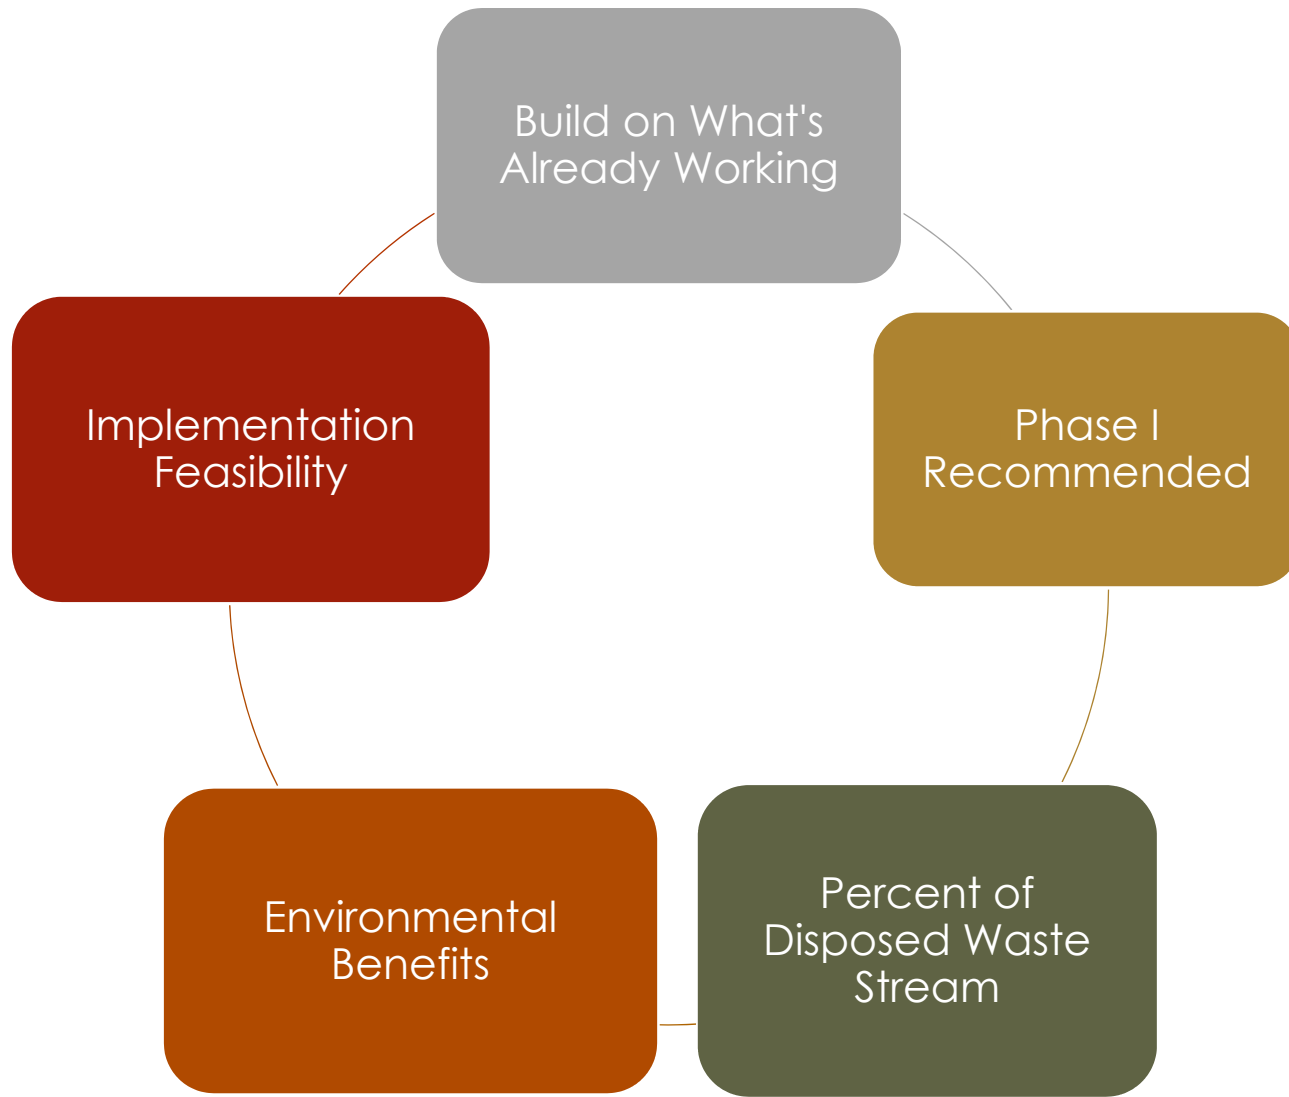 Build on What's
Already Working
Phase I
Recommended
Percent of
Disposed Waste
Stream
Environmental
Benefits
Implementation
Feasibility